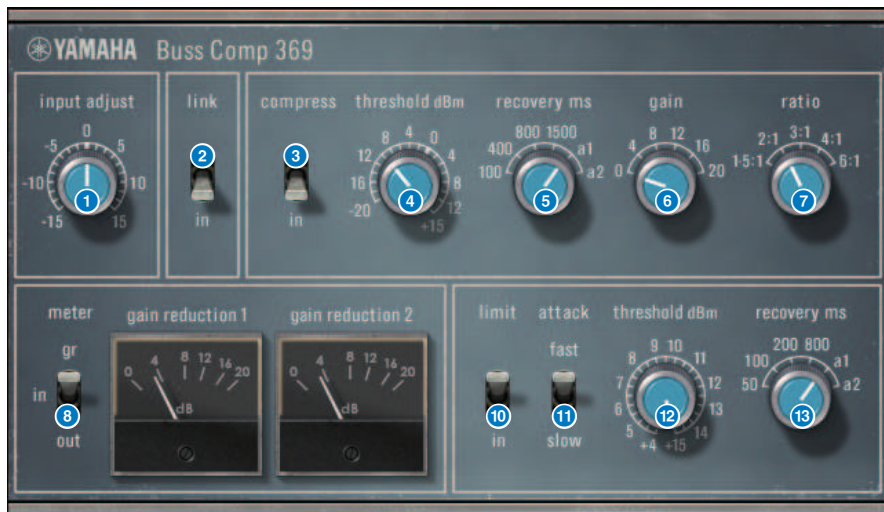 YAMAHA Buss Comp 369
input adjust
0
-5 5
-10 10
-15 15
1
link
2
in
compress
3
in
threshold dBm
4 0
8 4
12 8
16 12
-20 +15
4
recovery ms
800 1500
400 a1
100 a2
5
gain
8 12
4 16
0 20
6
ratio
3:1
2:1 4:1
1·5:1 6:1
7
meter
gr
in
8
out
gain reduction 1
0 4 8 12 16 20
dB
gain reduction 2
0 4 8 12 16 20
dB
limit
10
in
attack
fast
11
slow
threshold dBm
9 10
8 11
7 12
6 13
5 14
+4 +15
12
recovery ms
200 800
100 a1
50 a2
13